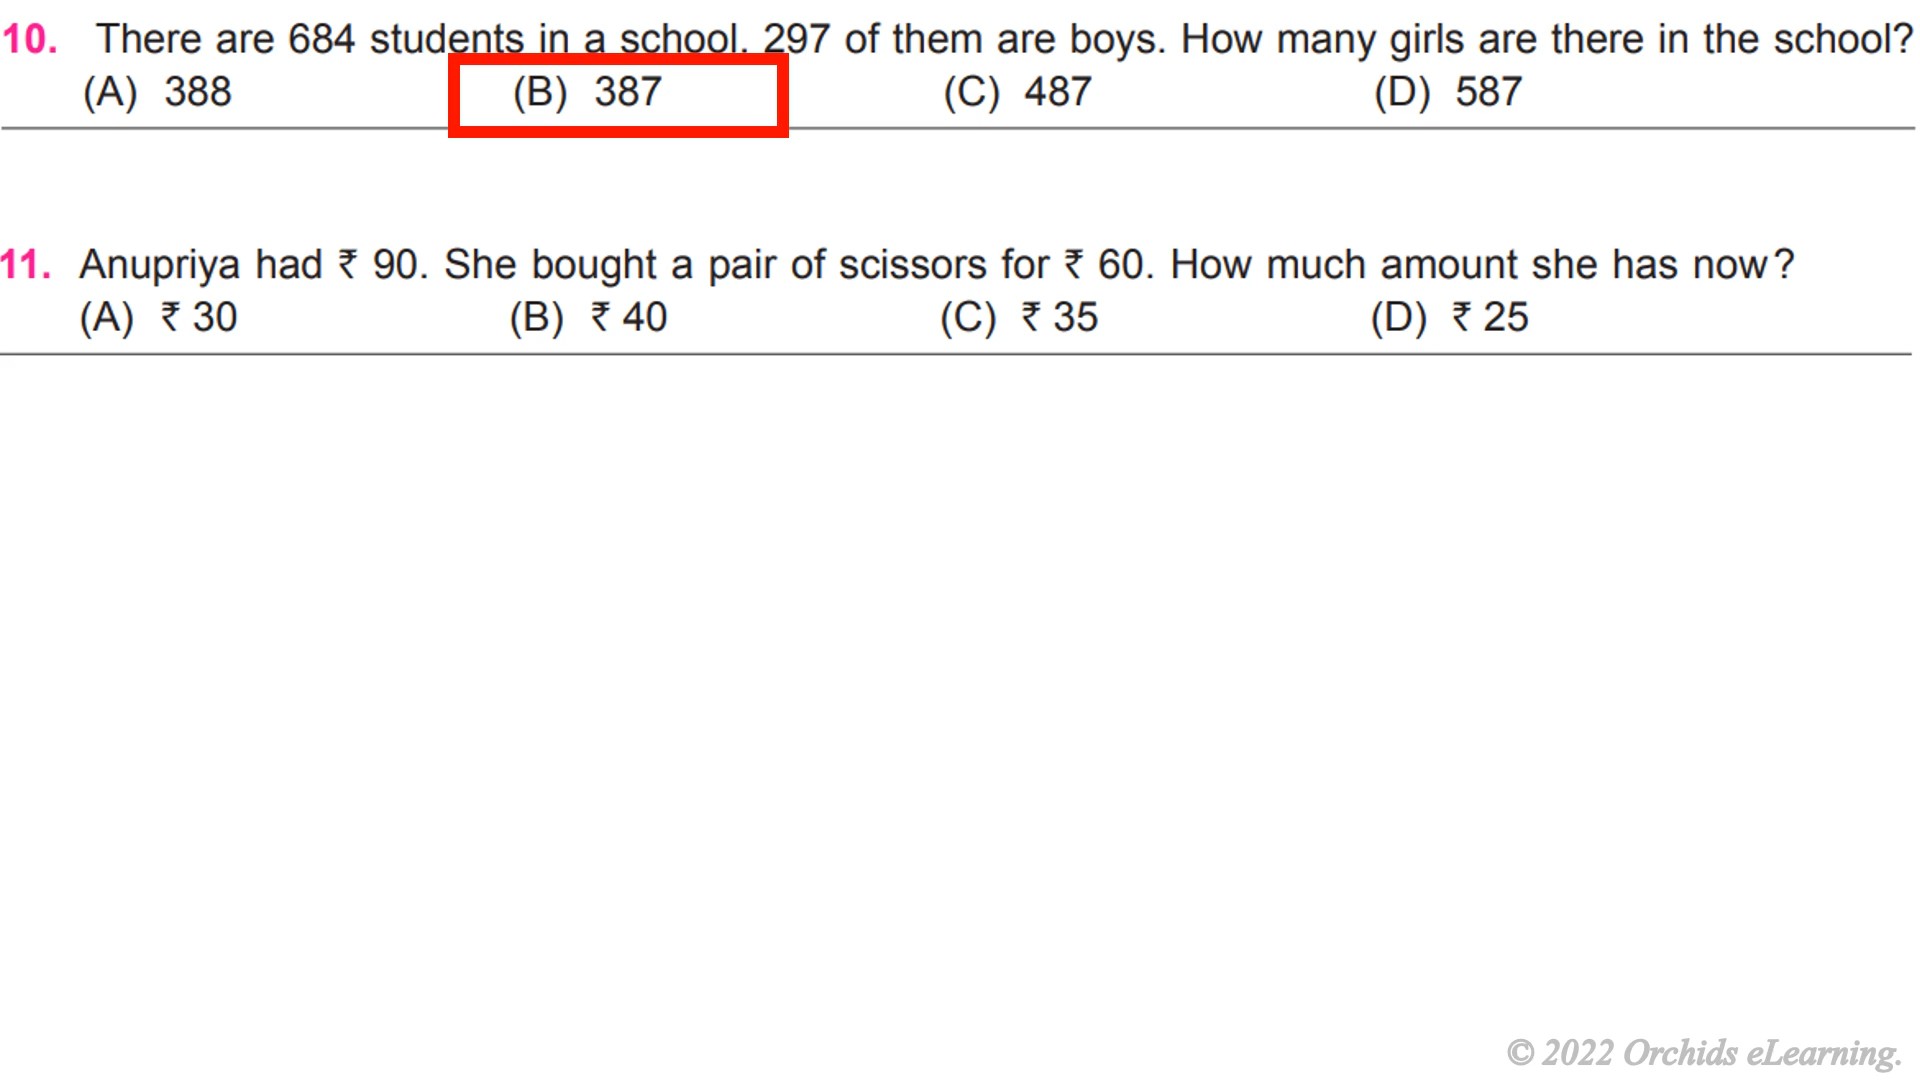 10. There are 684 students in a school. 297 of them are boys. How many girls are there in the school?
(A) 388 (B) 387 (C) 487 (D) 587
11. Anupriya had ₹ 90. She bought a pair of scissors for ₹ 60. How much amount she has now?
(A) ₹ 30 (B) ₹ 40 (C) ₹ 35 (D) ₹ 25
© 2022 Orchids eLearning.